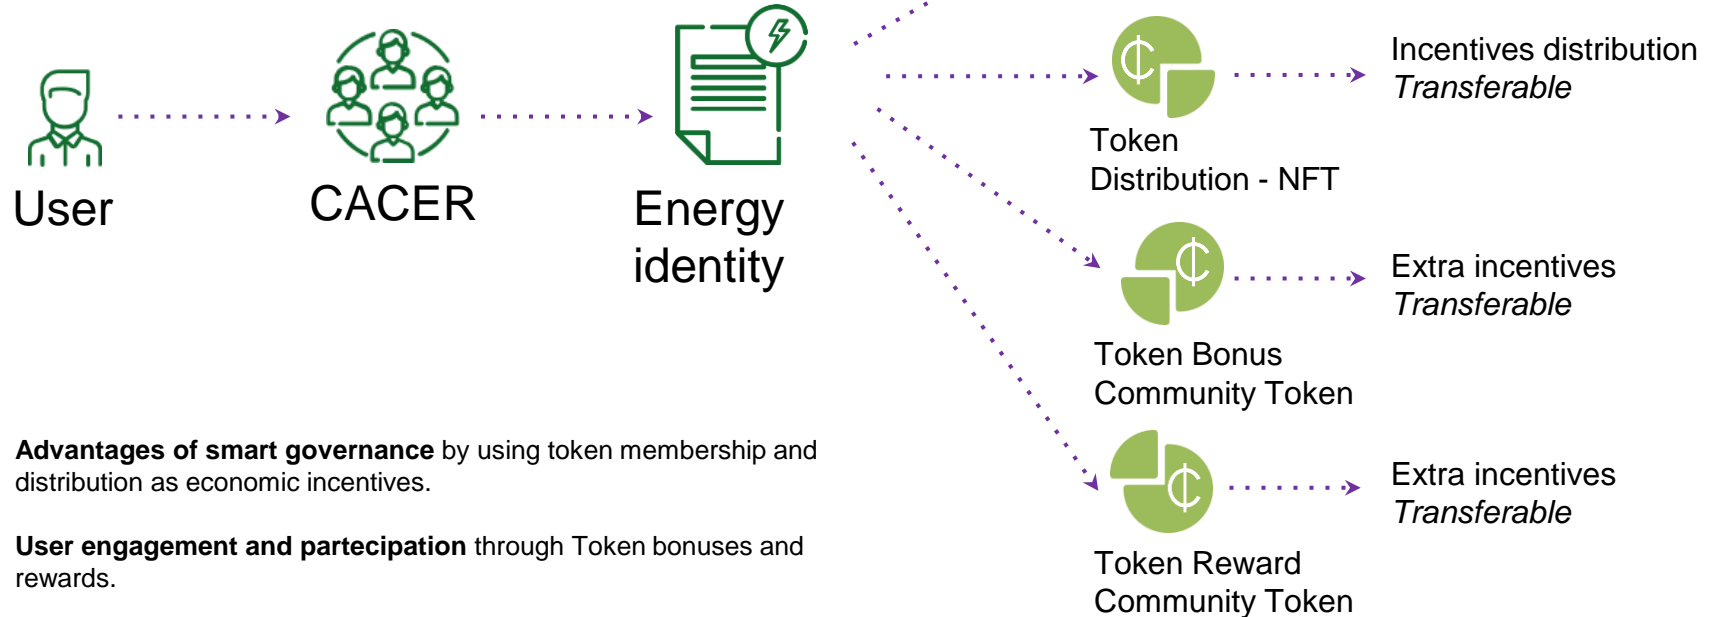 User
CACER
Energy
identity
Token
Distribution - NFT
Incentives distribution
Transferable
Token Bonus
Community Token
Extra incentives
Transferable
Token Reward
Community Token
Extra incentives
Transferable
Advantages of smart governance by using token membership and
distribution as economic incentives.
User engagement and partecipation through Token bonuses and
rewards.